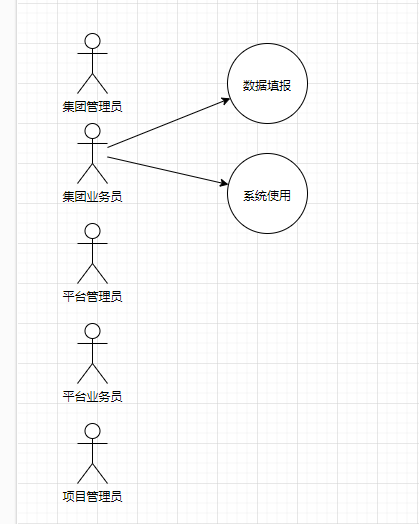 集团管理员
数据填报
集团业务员
系统使用
平台管理员
平台业务员
项目管理员